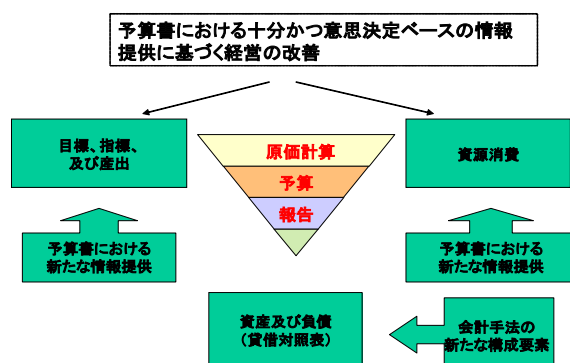 予算書における十分かつ意思決定ベースの情報
提供に基づく経営の改善
目標、指標、
及び産出
原価計算
予算
報告
資源消費
予算書における
新たな情報提供
予算書における
新たな情報提供
資産及び負債
（貸借対照表）
会計手法の
新たな構成要素